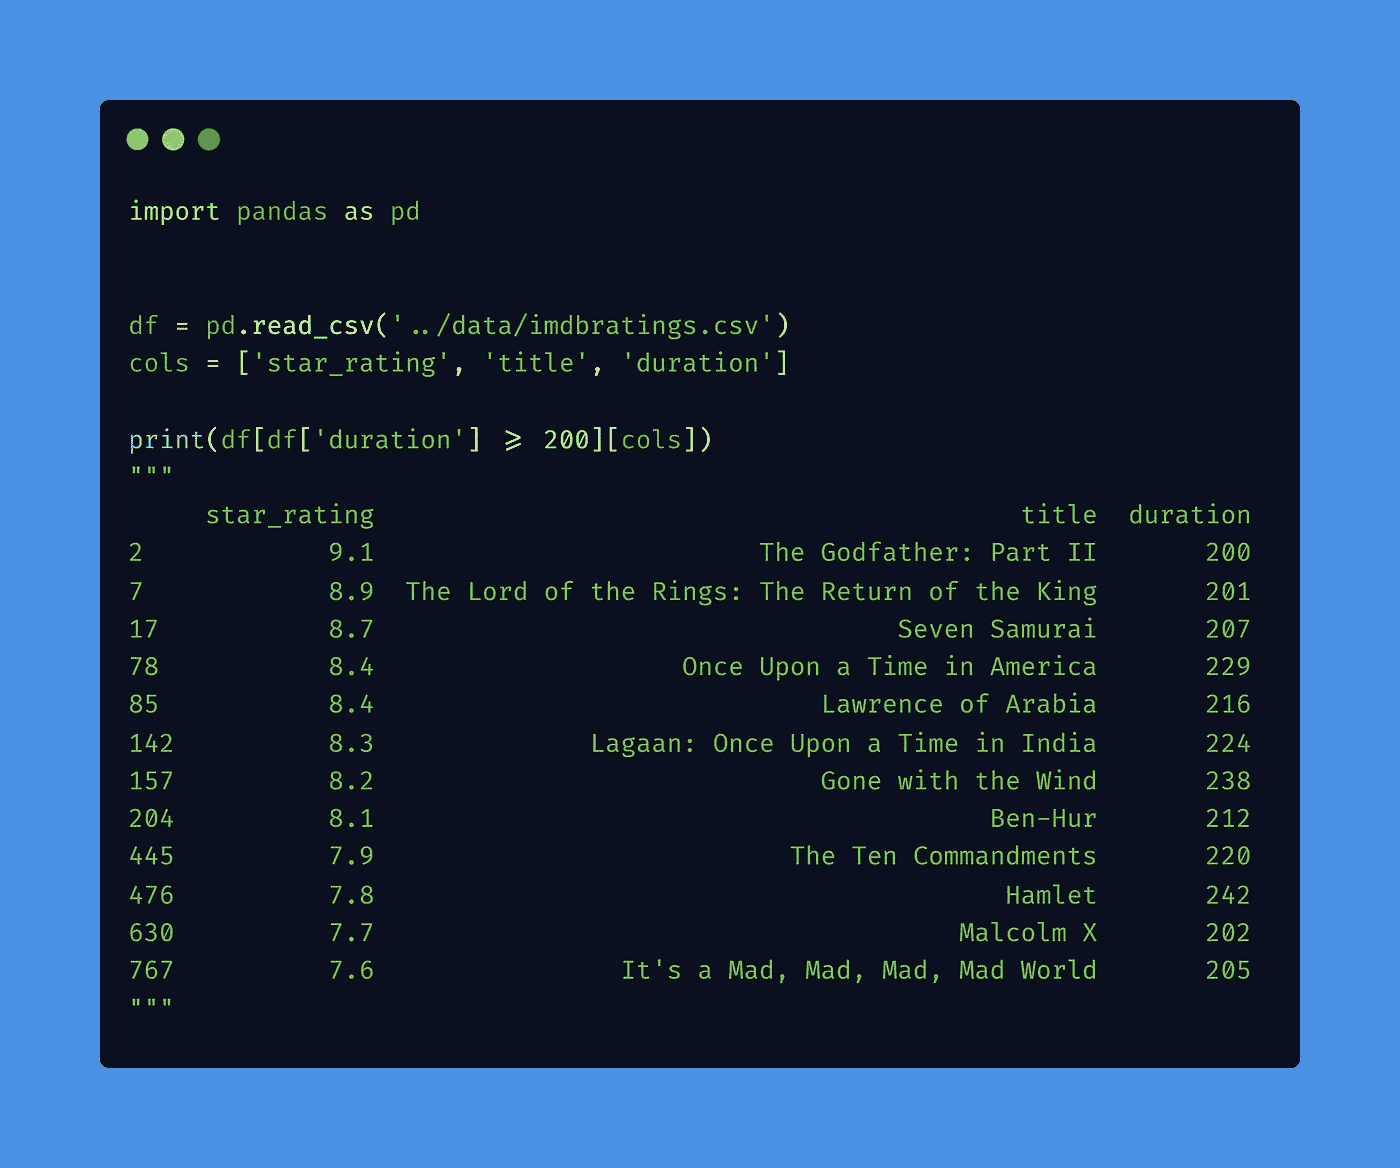 import pandas as pd
df = pd.read_csv('../data/imdbratings.csv')
cols = ['star_rating', 'title', 'duration']
print(df[df['duration'] >= 200][cols])
"""
star_rating title duration
2 9.1 The Godfather: Part II 200
7 8.9 The Lord of the Rings: The Return of the King 201
17 8.7 Seven Samurai 207
78 8.4 Once Upon a Time in America 229
85 8.4 Lawrence of Arabia 216
142 8.3 Lagaan: Once Upon a Time in India 224
157 8.2 Gone with the Wind 238
204 8.1 Ben-Hur 212
445 7.9 The Ten Commandments 220
476 7.8 Hamlet 242
630 7.7 Malcolm X 202
767 7.6 It's a Mad, Mad, Mad, Mad World 205
"""